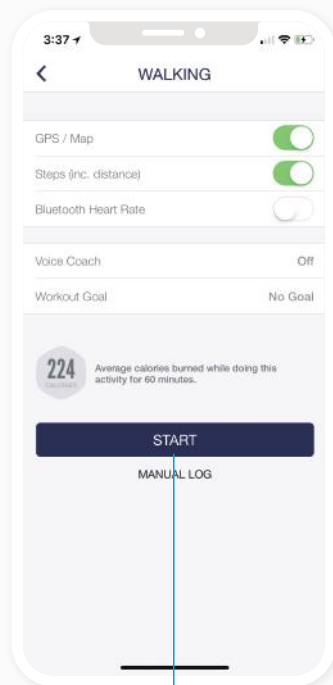 3:37
WALKING
GPS / Map
Steps (inc. distance)
Bluetooth Heart Rate
Voice Coach Off
Workout Goal No Goal
224 Average calories burned while doing this
CALORIES activity for 60 minutes.
START
MANUAL LOG